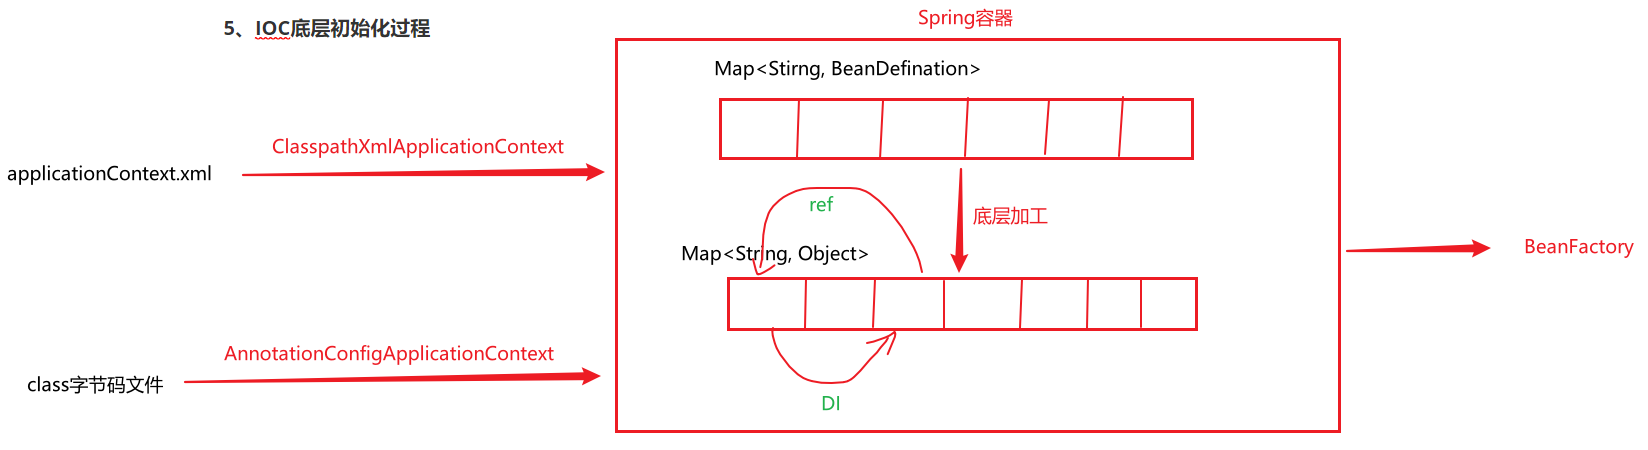 5、IOC底层初始化过程
Spring容器
Map<Stirng, BeanDefination>
ClasspathXmlApplicationContext
applicationContext.xml
ref
底层加工
Map<String, Object>
BeanFactory
AnnotationConfigApplicationContext
class字节码文件
DI